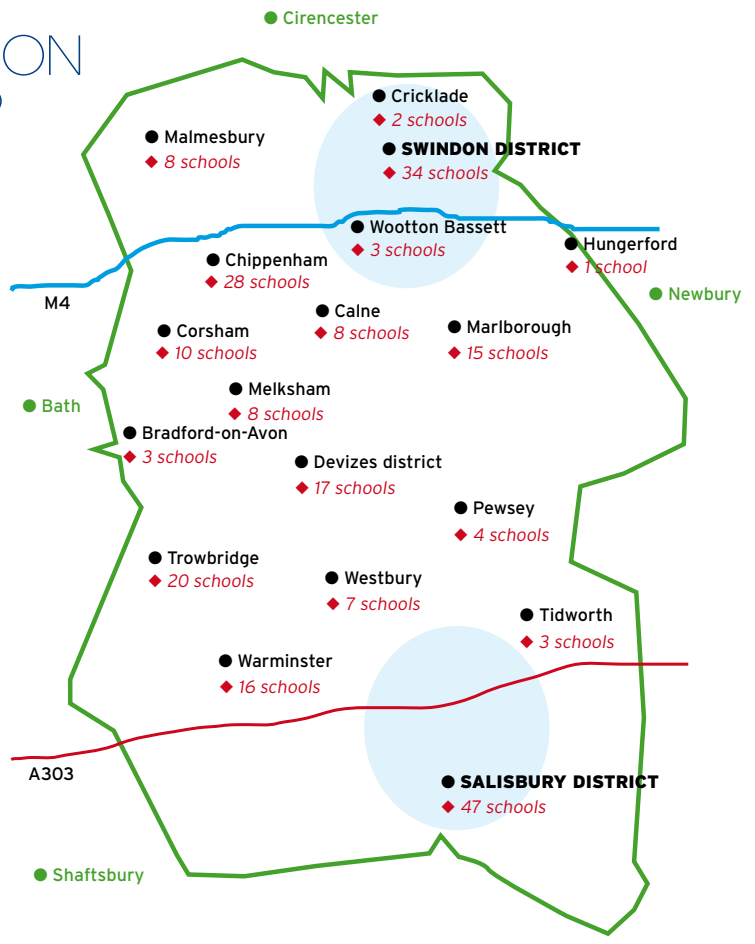 Cirencester
ON
Cricklade
2 schools
Malmesbury
8 schools
SWINDON DISTRICT
34 schools
Wootton Bassett
3 schools
Hungerford
1 school
Chippenham
28 schools
M4
Newbury
Calne
8 schools
Corsham
10 schools
Marlborough
15 schools
Melksham
8 schools
Bath
Bradford-on-Avon
3 schools
Devizes district
17 schools
Pewsey
4 schools
Trowbridge
20 schools
Westbury
7 schools
Tidworth
3 schools
Warminster
16 schools
A303
SALISBURY DISTRICT
47 schools
Shaftsbury